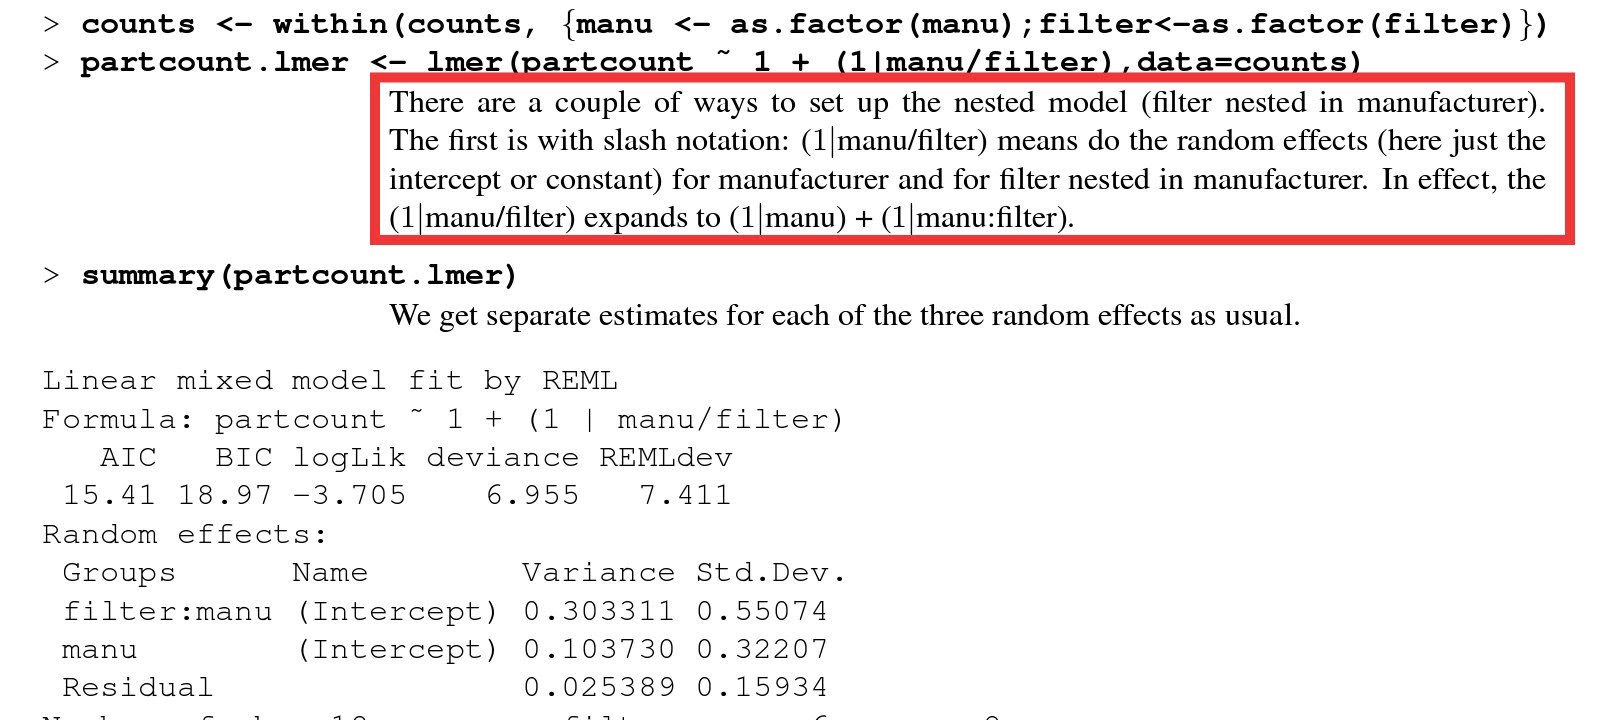 > counts <- within(counts, {manu <- as.factor(manu);filter<-as.factor(filter)})
> partcount.lmer <- lmer(partcount ~ 1 + (1|manu/filter),data=counts)
There are a couple of ways to set up the nested model (filter nested in manufacturer).
The first is with slash notation: (1|manu/filter) means do the random effects (here just the
intercept or constant) for manufacturer and for filter nested in manufacturer. In effect, the
(1|manu/filter) expands to (1|manu) + (1|manu:filter).
> summary(partcount.lmer)
We get separate estimates for each of the three random effects as usual.
Linear mixed model fit by REML
Formula: partcount ~ 1 + (1 | manu/filter)
AIC BIC logLik deviance REMLdev
15.41 18.97 -3.705 6.955 7.411
Random effects:
Groups Name Variance Std.Dev.
filter:manu (Intercept) 0.303311 0.55074
manu (Intercept) 0.103730 0.32207
Residual 0.025389 0.15934